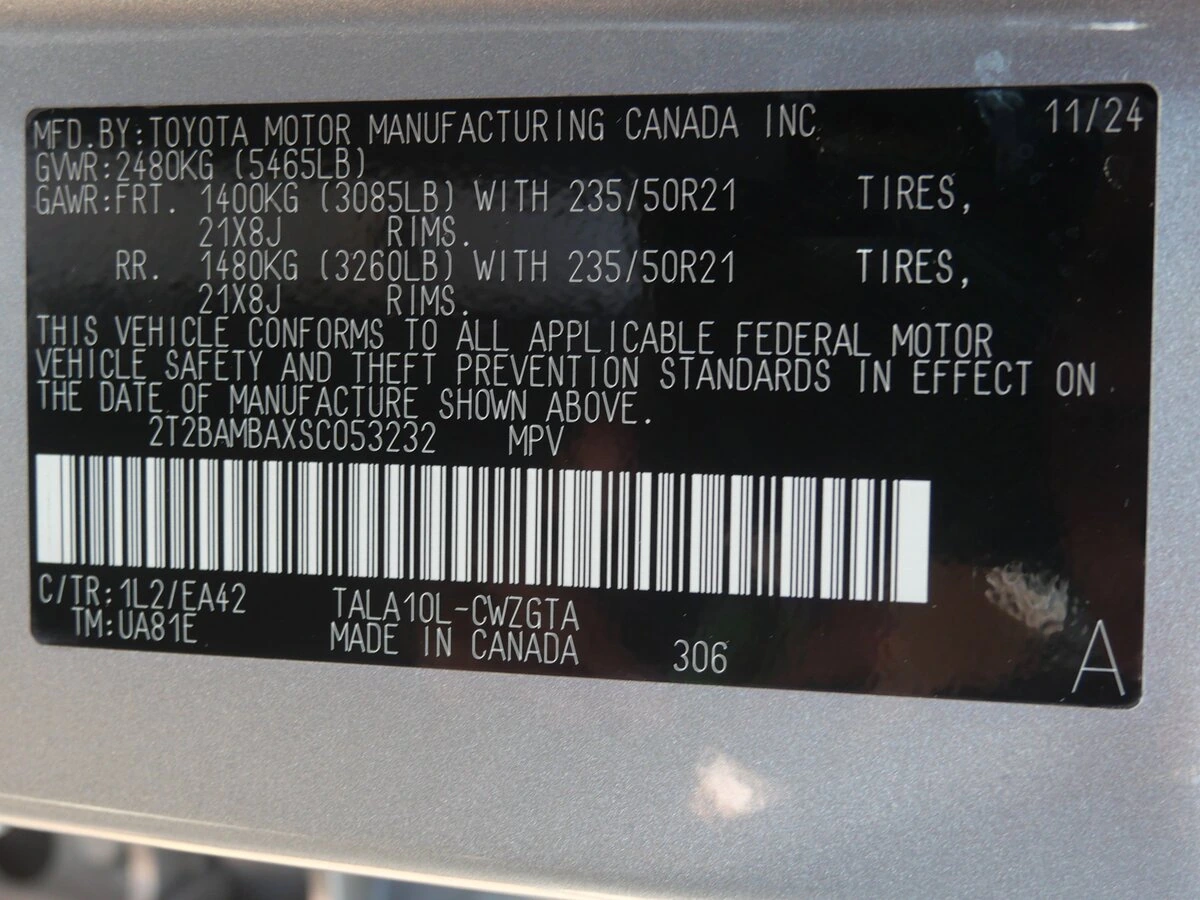 MFD.BY:TOYOTA MOTOR MANUFACTURING CANADA INC 11/24
GVWR:2480KG (5465LB)
GAWR:FRT. 1400KG (3085LB) WITH 235/50R21 TIRES,
21X8J RIMS.
RR. 1480KG (3260LB) WITH 235/50R21 TIRES,
21X8J RIMS.
THIS VEHICLE CONFORMS TO ALL APPLICABLE FEDERAL MOTOR
VEHICLE SAFETY AND THEFT PREVENTION STANDARDS IN EFFECT ON
THE DATE OF MANUFACTURE SHOWN ABOVE.
2T2BAMBAXSC053232 MPV
C/TR:1L2/EA42 TALA10L-CWZGTA
TM:UA81E MADE IN CANADA 306 A